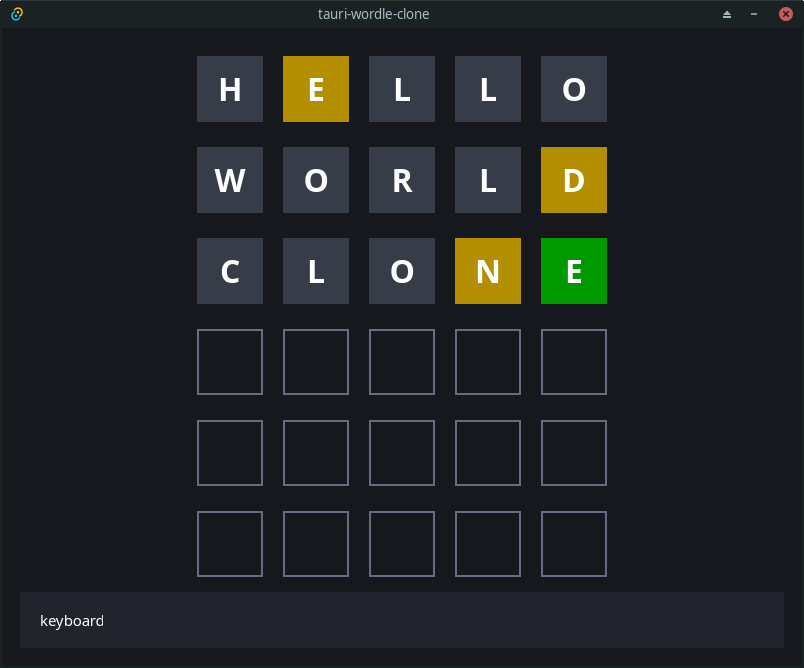 tauri-wordle-clone
H E L L O
W O R L D
C L O N E
keyboard